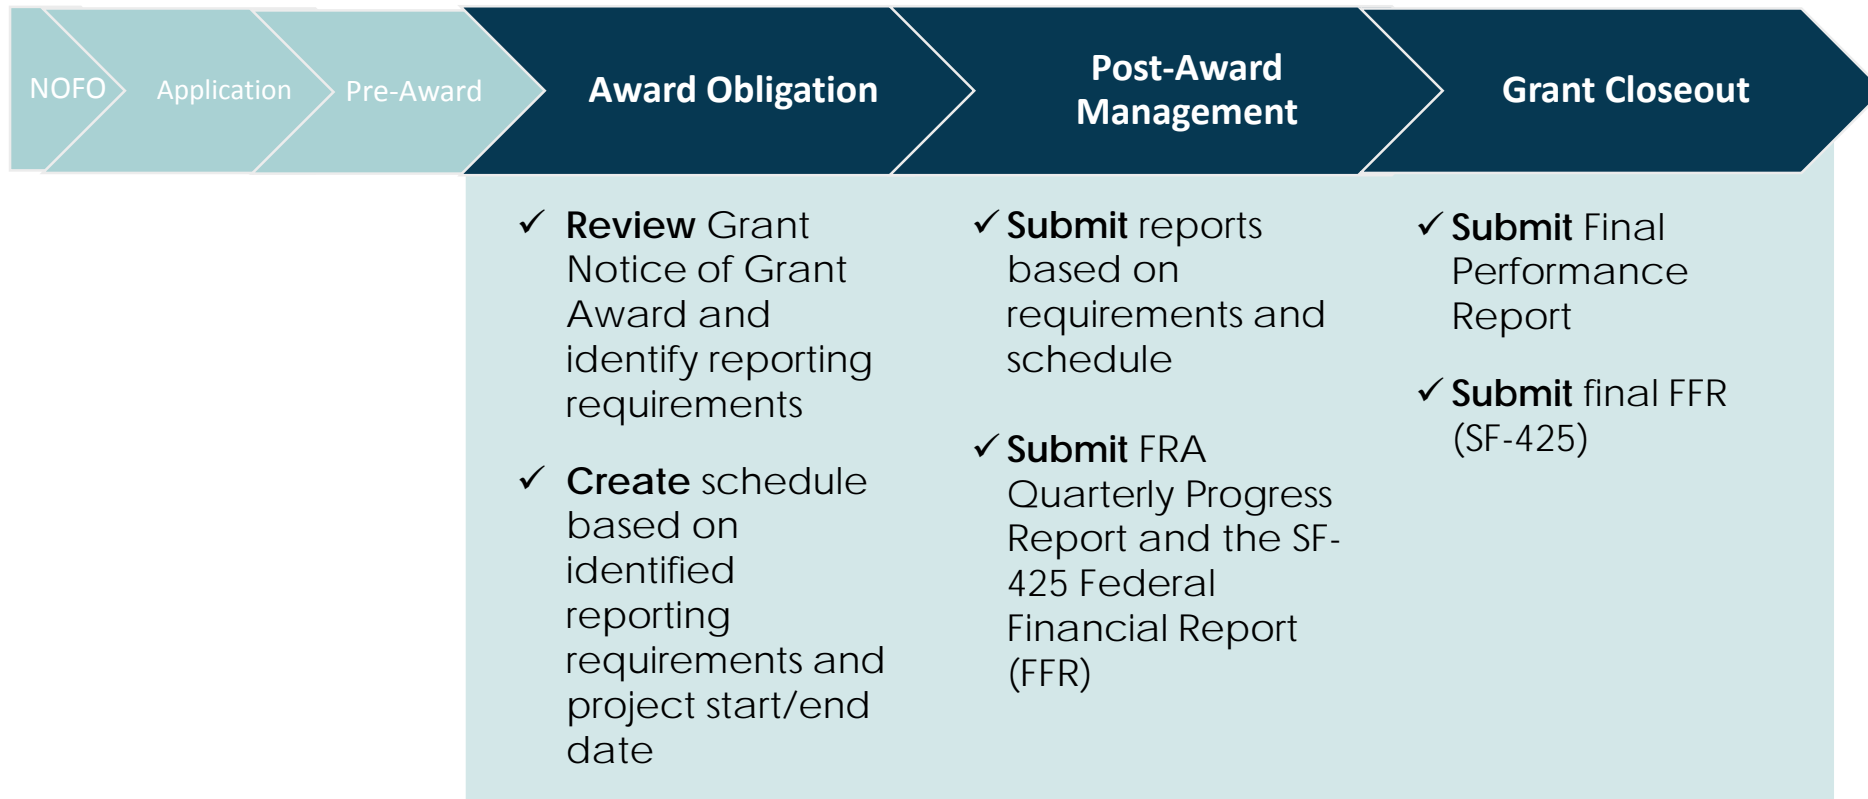 NOFO
Application
Pre-Award
Award Obligation
Post-Award
Management
Grant Closeout
✓ Review Grant
Notice of Grant
Award and
identify reporting
requirements
✓ Create schedule
based on
identified
reporting
requirements and
project start/end
date
✓ Submit reports
based on
requirements and
schedule
✓ Submit FRA
Quarterly Progress
Report and the SF-
425 Federal
Financial Report
(FFR)
✓ Submit Final
Performance
Report
✓ Submit final FFR
(SF-425)